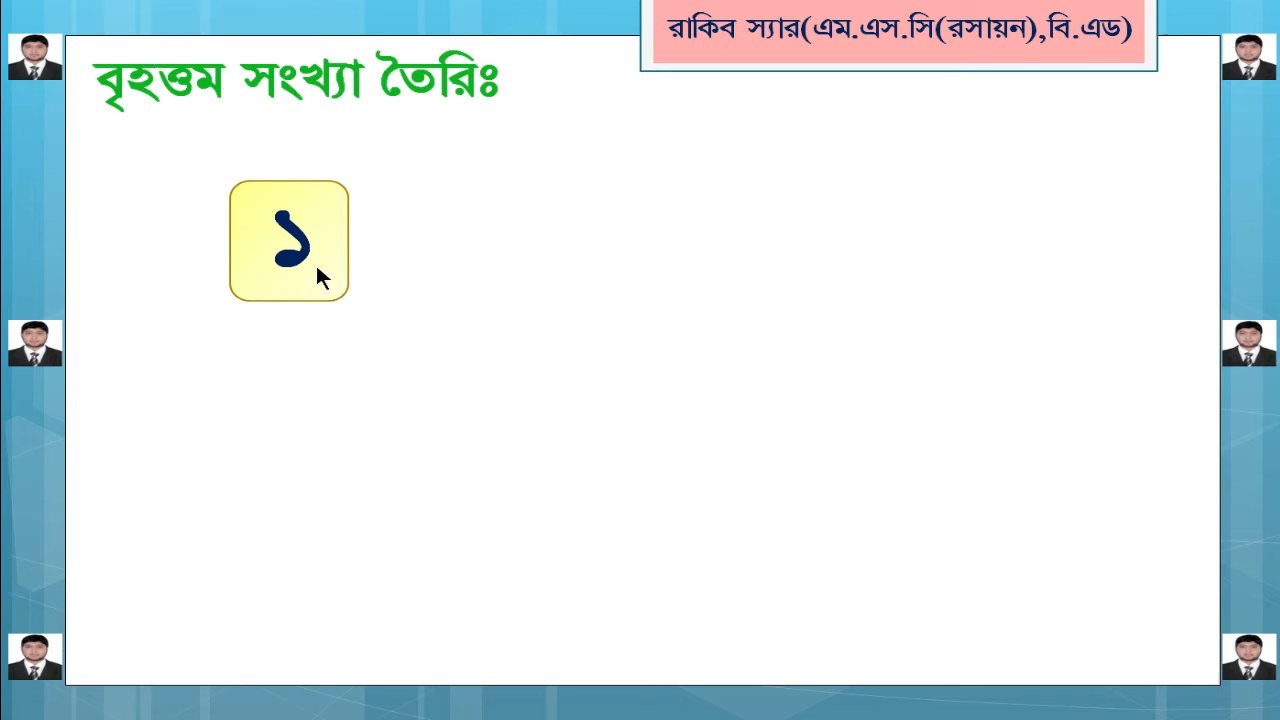 রাকিব স্যার(এম.এস.সি(রসায়ন),বি.এড)
বৃহত্তম সংখ্যা তৈরিঃ
১